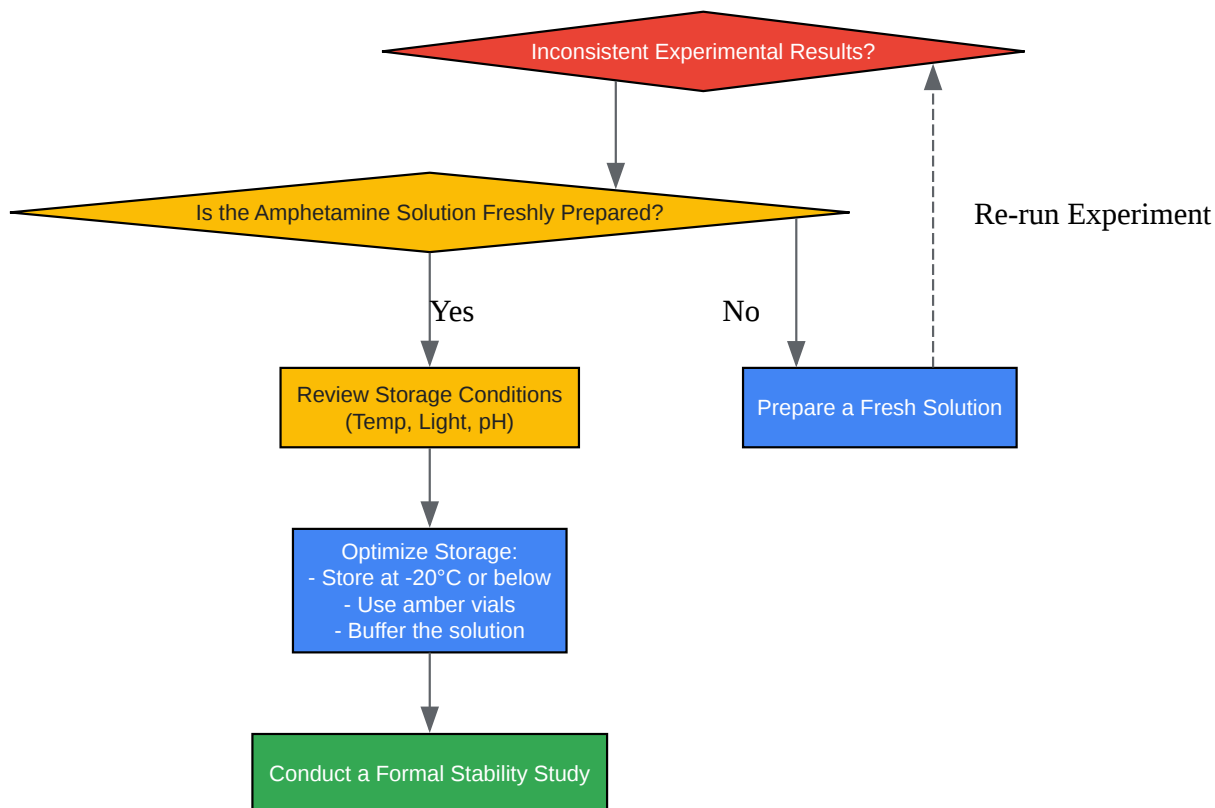 Inconsistent Experimental Results?
Is the Amphetamine Solution Freshly Prepared?
Re-run Experiment
Yes
No
Review Storage Conditions
(Temp, Light, pH)
Prepare a Fresh Solution
Optimize Storage:
- Store at -20°C or below
- Use amber vials
- Buffer the solution
Conduct a Formal Stability Study